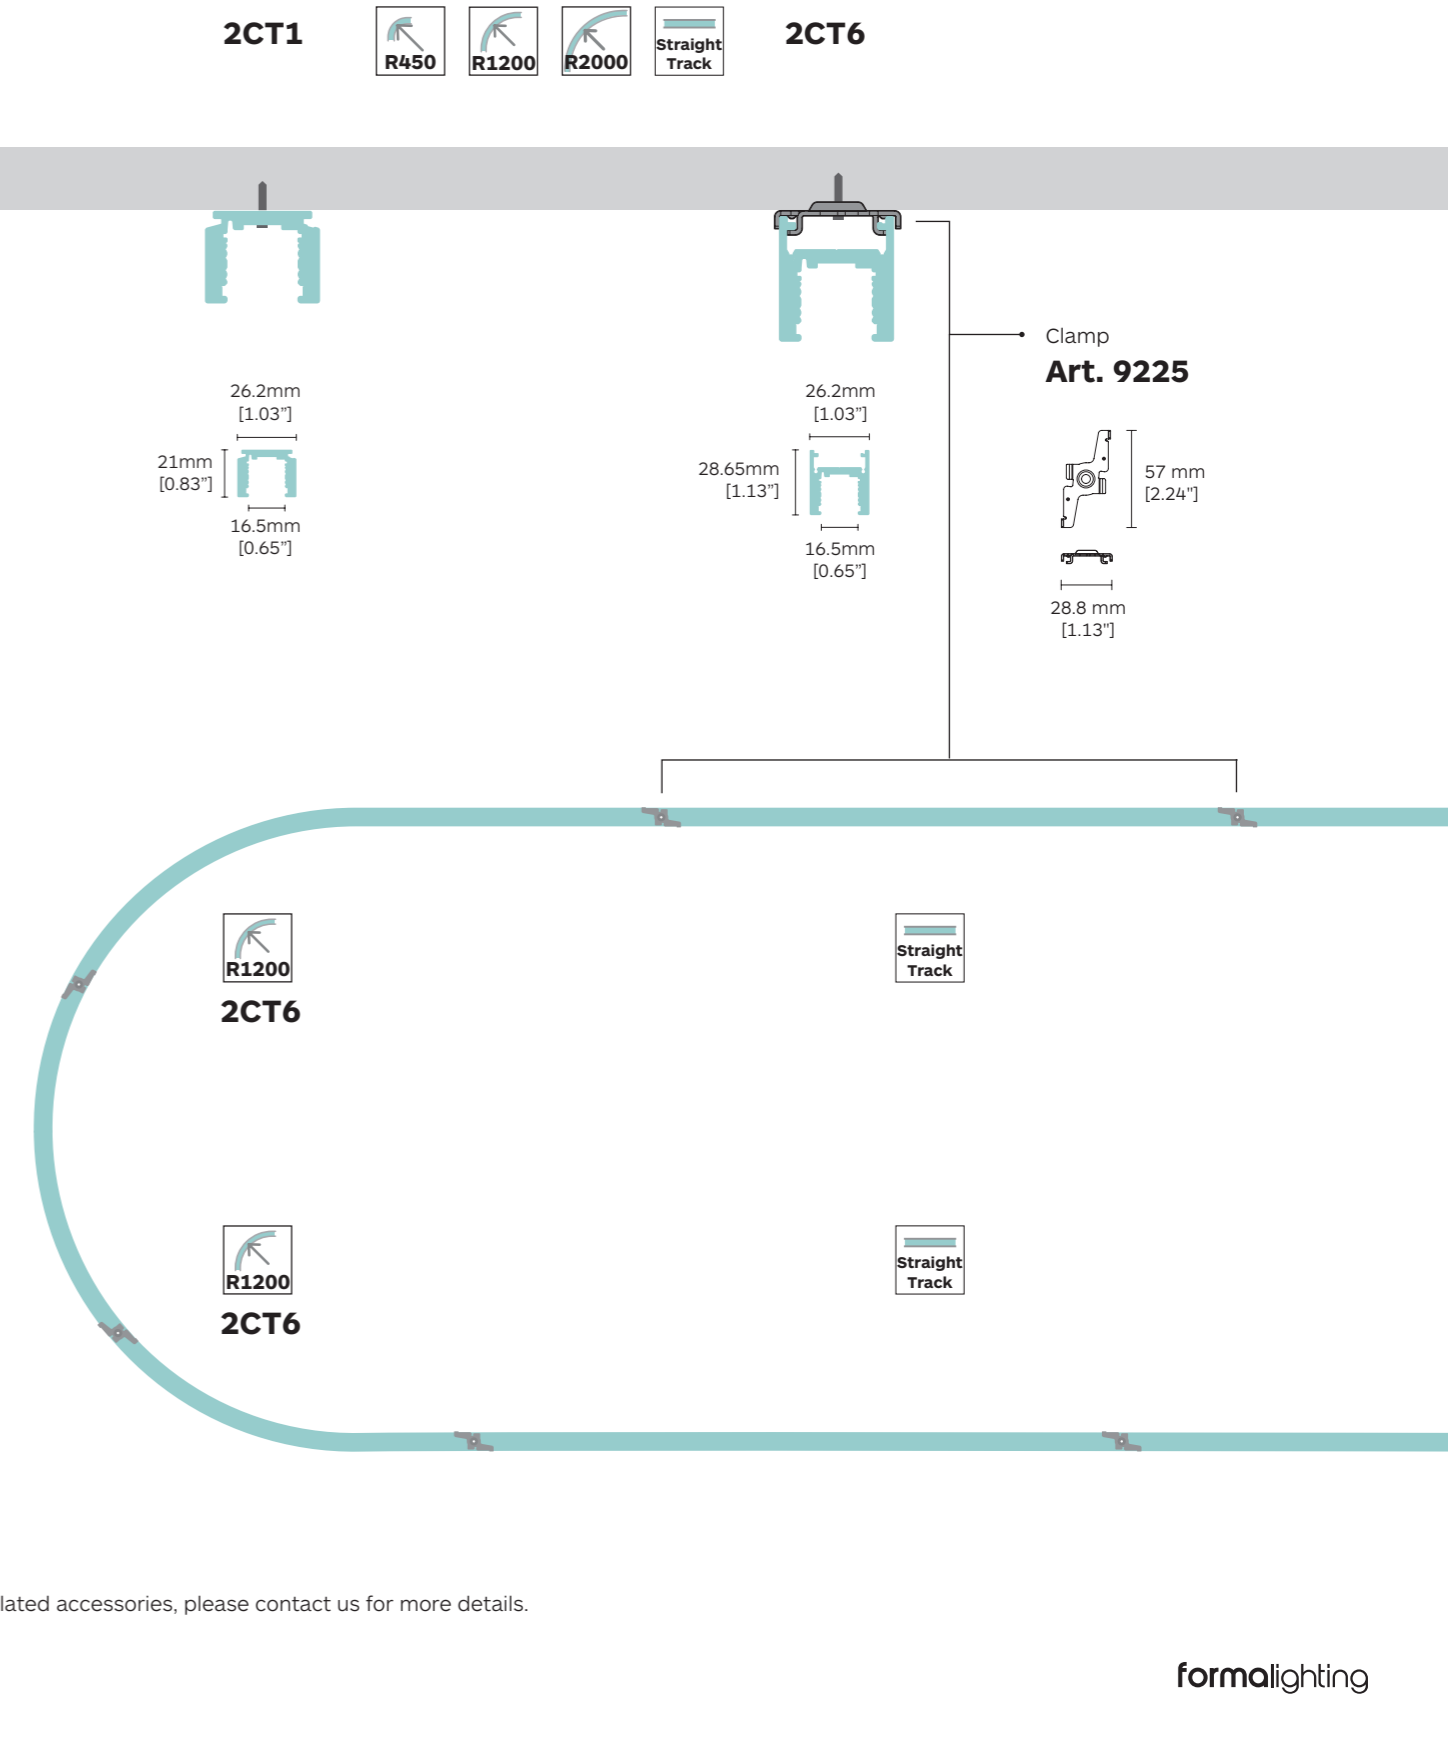 2CT1
R450
R1200
R2000
Straight
Track
2CT6
Clamp
Art. 9225
26.2mm
[1.03”]
21mm
[0.83”]
16.5mm
[0.65”]
26.2mm
[1.03”]
28.65mm
[1.13”]
16.5mm
[0.65”]
57 mm
[2.24"]
28.8 mm
[1.13"]
R1200
2CT6
Straight
Track
R1200
2CT6
Straight
Track
lated accessories, please contact us for more details.
formalighting